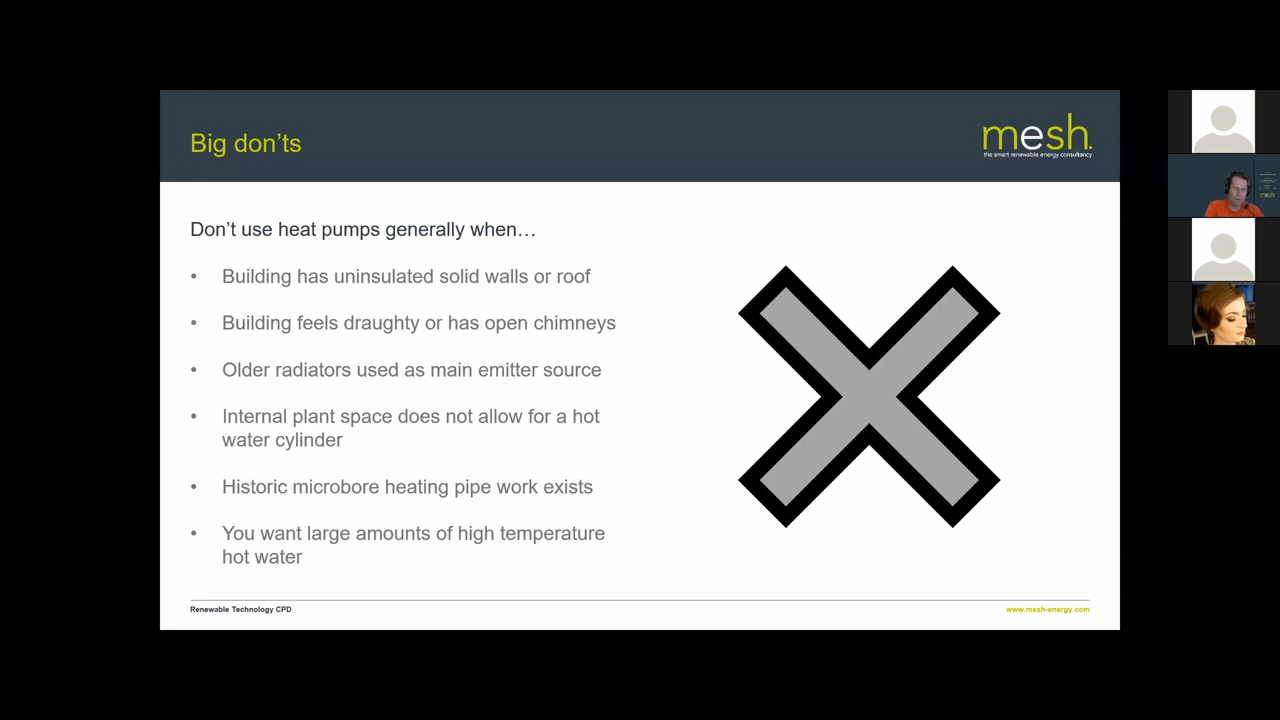 Big don'ts
mesh.
the smart renewable energy consultancy
Don't use heat pumps generally when…
• Building has uninsulated solid walls or roof
• Building feels draughty or has open chimneys
• Older radiators used as main emitter source
• Internal plant space does not allow for a hot
water cylinder
• Historic microbore heating pipe work exists
• You want large amounts of high temperature
hot water
Renewable Technology CPD
www.mesh-energy.com
mesh